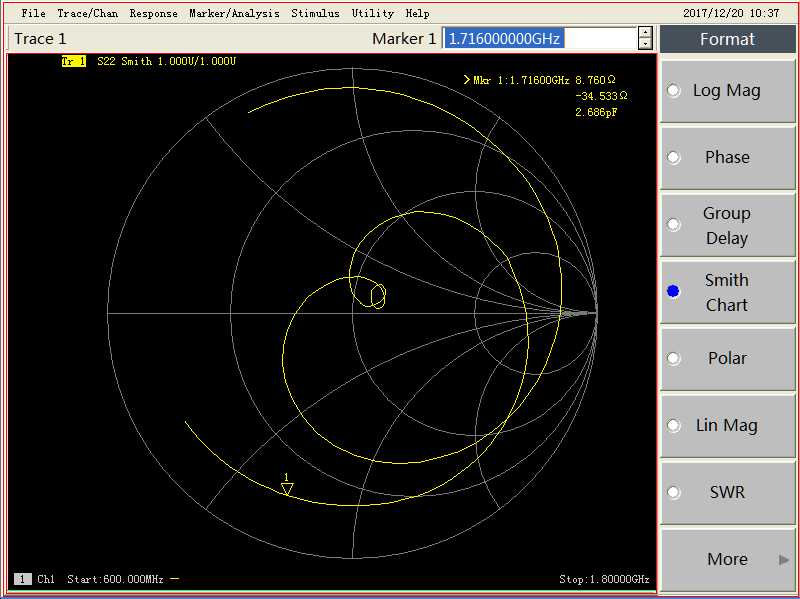 File Trace/Chan Response Marker/Analysis Stimulus Utility Help 2017/12/20 10:37
Trace 1 Marker 1 1.716000000GHz
Format
Tr 1 S22 Smith 1.000U/1.000U
>Mkr 1:1.71600GHz 8.760Ω
-34.533Ω
2.686pF
Log Mag
Phase
Group
Delay
Smith
Chart
Polar
Lin Mag
SWR
More
1
1 Ch1 Start:600.000MHz — Stop:1.80000GHz